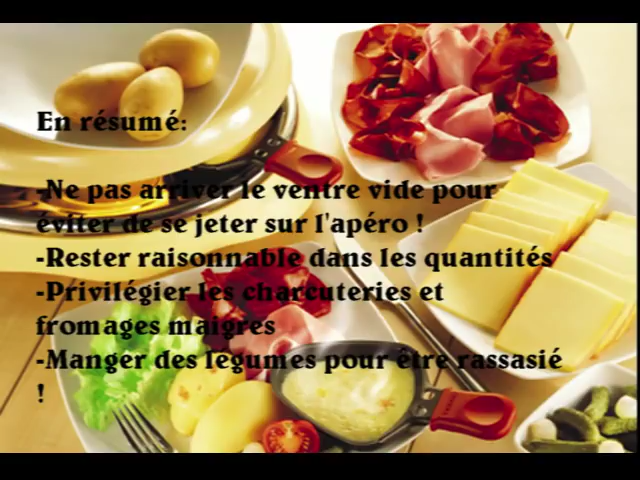 En résumé:
-Ne pas arriver le ventre vide pour
éviter de se jeter sur l'apéro !
-Rester raisonnable dans les quantités
-Privilégier les charcuteries et
fromages maigres
-Manger des légumes pour être rassasié
!